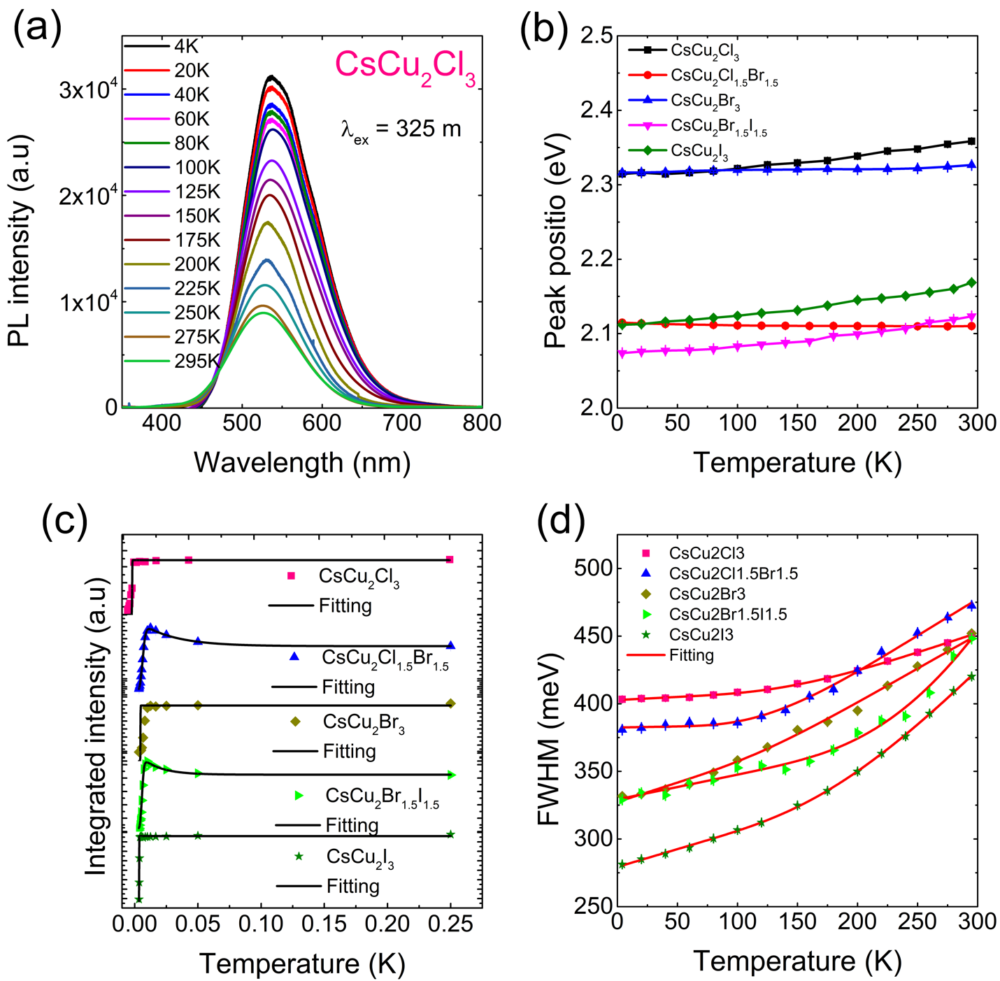 (a)
CsCu2Cl3
λex = 325 m
4K
20K
40K
60K
80K
100K
125K
150K
175K
200K
225K
250K
275K
295K
PL intensity (a.u)
3x10^4
2x10^4
1x10^4
0
400 500 600 700 800
Wavelength (nm)
(b)
CsCu2Cl3
CsCu2Cl1.5Br1.5
CsCu2Br3
CsCu2Br1.5I1.5
CsCu2I3
Peak positio (eV)
2.5
2.4
2.3
2.2
2.1
2.0
0 50 100 150 200 250 300
Temperature (K)
(c)
CsCu2Cl3
Fitting
CsCu2Cl1.5Br1.5
Fitting
CsCu2Br3
Fitting
CsCu2Br1.5I1.5
Fitting
CsCu2I3
Fitting
Integrated intensity (a.u)
0.00 0.05 0.10 0.15 0.20 0.25
Temperature (K)
(d)
CsCu2Cl3
CsCu2Cl1.5Br1.5
CsCu2Br3
CsCu2Br1.5I1.5
CsCu2I3
Fitting
FWHM (meV)
500
450
400
350
300
250
0 50 100 150 200 250 300
Temperature (K)